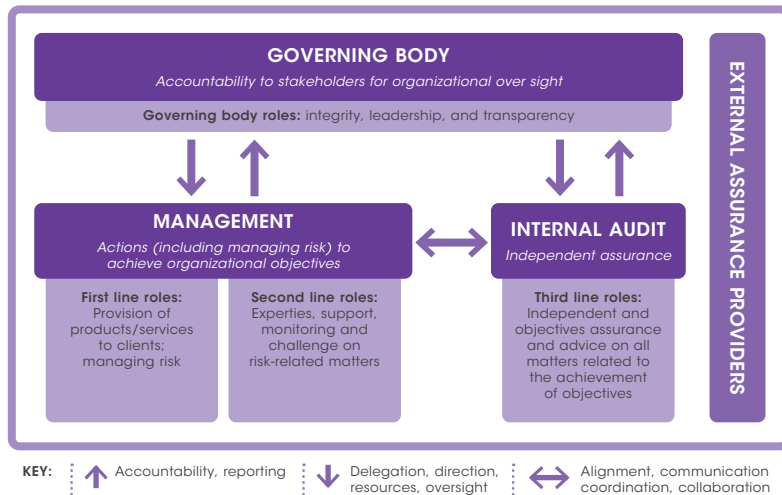 GOVERNING BODY
Accountability to stakeholders for organizational over sight
Governing body roles: integrity, leadership, and transparency
MANAGEMENT
Actions (including managing risk) to
achieve organizational objectives
First line roles:
Provision of
products/services
to clients;
managing risk
Second line roles:
Experties, support,
monitoring and
challenge on
risk-related matters
INTERNAL AUDIT
Independent assurance
Third line roles:
Independent and
objectives assurance
and advice on all
matters related to
the achievement
of objectives
EXTERNAL ASSURANCE PROVIDERS
KEY:
Accountability, reporting
Delegation, direction,
resources, oversight
Alignment, communication
coordination, collaboration